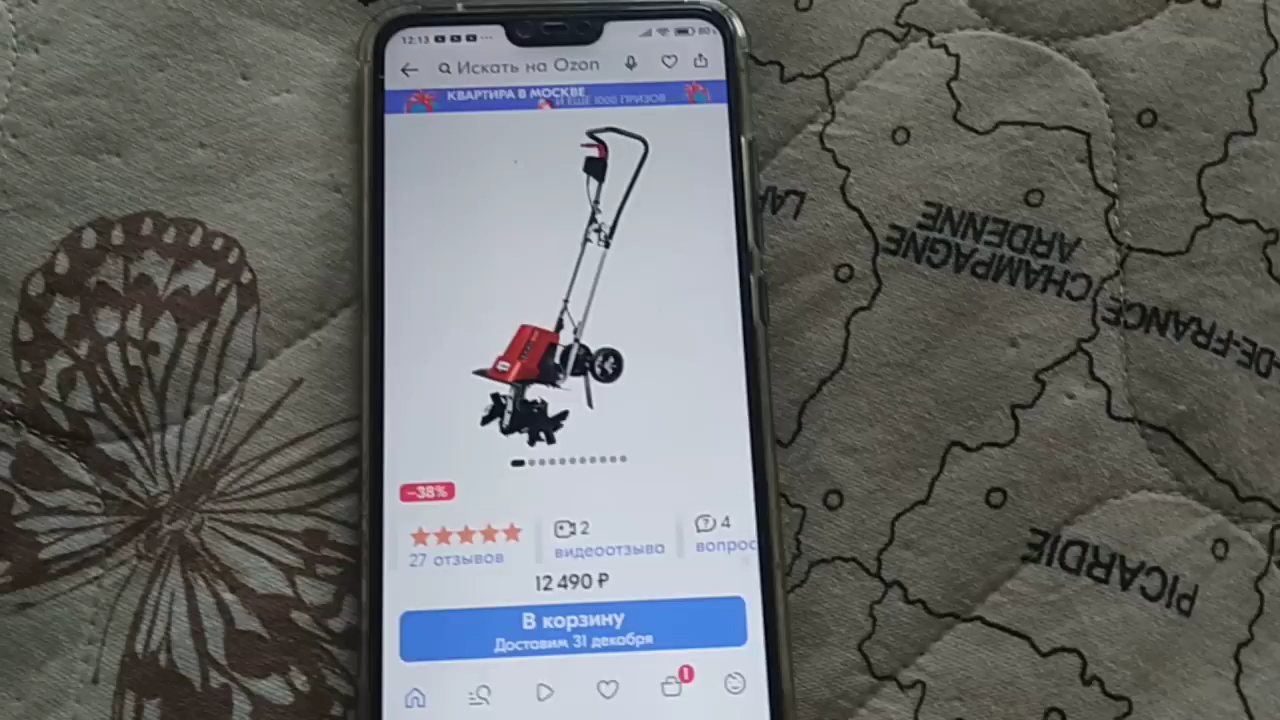 12:13
80
Искать на Ozon
КВАРТИРА В МОСКВЕ
И ЕЩЕ 1000 ПРИЗОВ
-38%
27 отзывов
2
видеоотзыва
4
вопрос
12 490 ₽
В корзину
Доставим 31 декабря
1
CHAMPAGNE
ARDENNE
DE-FRANCE
PICARDIE